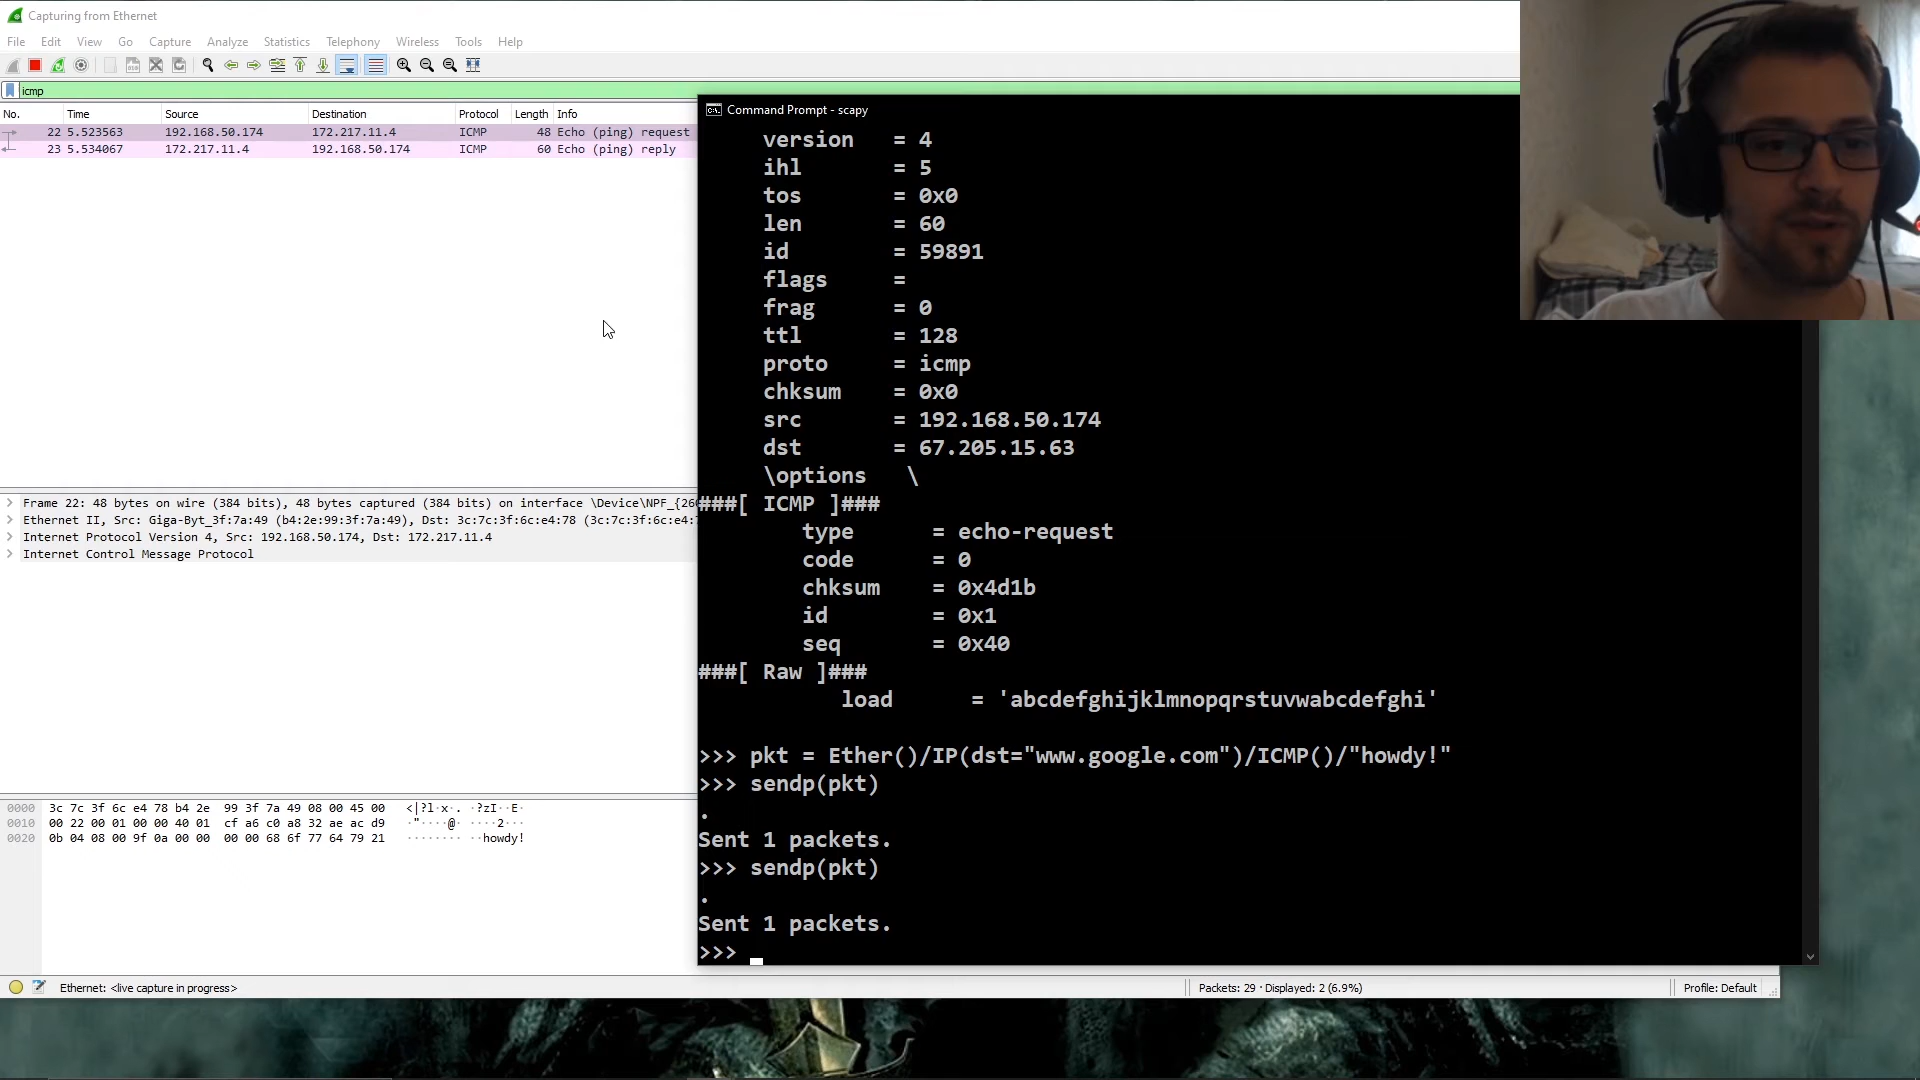 Capturing from Ethernet
File Edit View Go Capture Analyze Statistics Telephony Wireless Tools Help
icmp
No. Time Source Destination Protocol Length Info
22 5.523563 192.168.50.174 172.217.11.4 ICMP 48 Echo (ping) request
23 5.534067 172.217.11.4 192.168.50.174 ICMP 60 Echo (ping) reply
Frame 22: 48 bytes on wire (384 bits), 48 bytes captured (384 bits) on interface \Device\NPF_{26
Ethernet II, Src: Giga-Byt_3f:7a:49 (b4:2e:99:3f:7a:49), Dst: 3c:7c:3f:6c:e4:78 (3c:7c:3f:6c:e4:7
Internet Protocol Version 4, Src: 192.168.50.174, Dst: 172.217.11.4
Internet Control Message Protocol
0000 3c 7c 3f 6c e4 78 b4 2e 99 3f 7a 49 08 00 45 00 <|?l·x·. ·?zI··E·
0010 00 22 00 01 00 00 40 01 cf a6 c0 a8 32 ae ac d9 ·"····@· ····2···
0020 0b 04 08 00 9f 0a 00 00 00 00 68 6f 77 64 79 21 ········ ··howdy!
Ethernet: <live capture in progress>
Packets: 29 · Displayed: 2 (6.9%)
Profile: Default
Command Prompt - scapy
version = 4
ihl = 5
tos = 0x0
len = 60
id = 59891
flags =
frag = 0
ttl = 128
proto = icmp
chksum = 0x0
src = 192.168.50.174
dst = 67.205.15.63
\options \
###[ ICMP ]###
type = echo-request
code = 0
chksum = 0x4d1b
id = 0x1
seq = 0x40
###[ Raw ]###
load = 'abcdefghijklmnopqrstuvwabcdefghi'
>>> pkt = Ether()/IP(dst="www.google.com")/ICMP()/"howdy!"
>>> sendp(pkt)
.
Sent 1 packets.
>>> sendp(pkt)
.
Sent 1 packets.
>>>